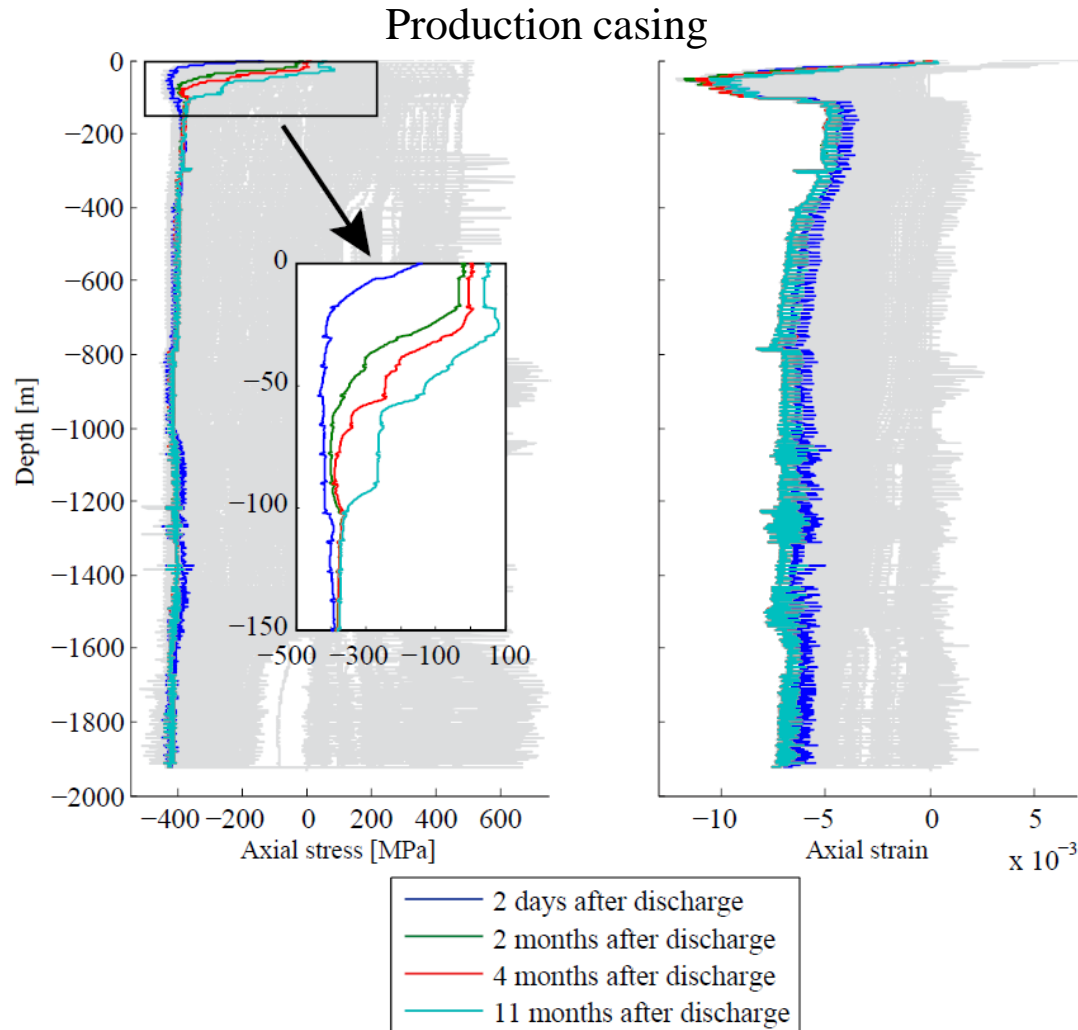 Production casing
0
−200
−400
−600
−800
−1000
−1200
−1400
−1600
−1800
−2000
Depth [m]
−400 −200 0 200 400 600
Axial stress [MPa]
0
−50
−100
−150
−500 −300 −100 100
−10 −5 0 5
Axial strain
x 10⁻³
2 days after discharge
2 months after discharge
4 months after discharge
11 months after discharge